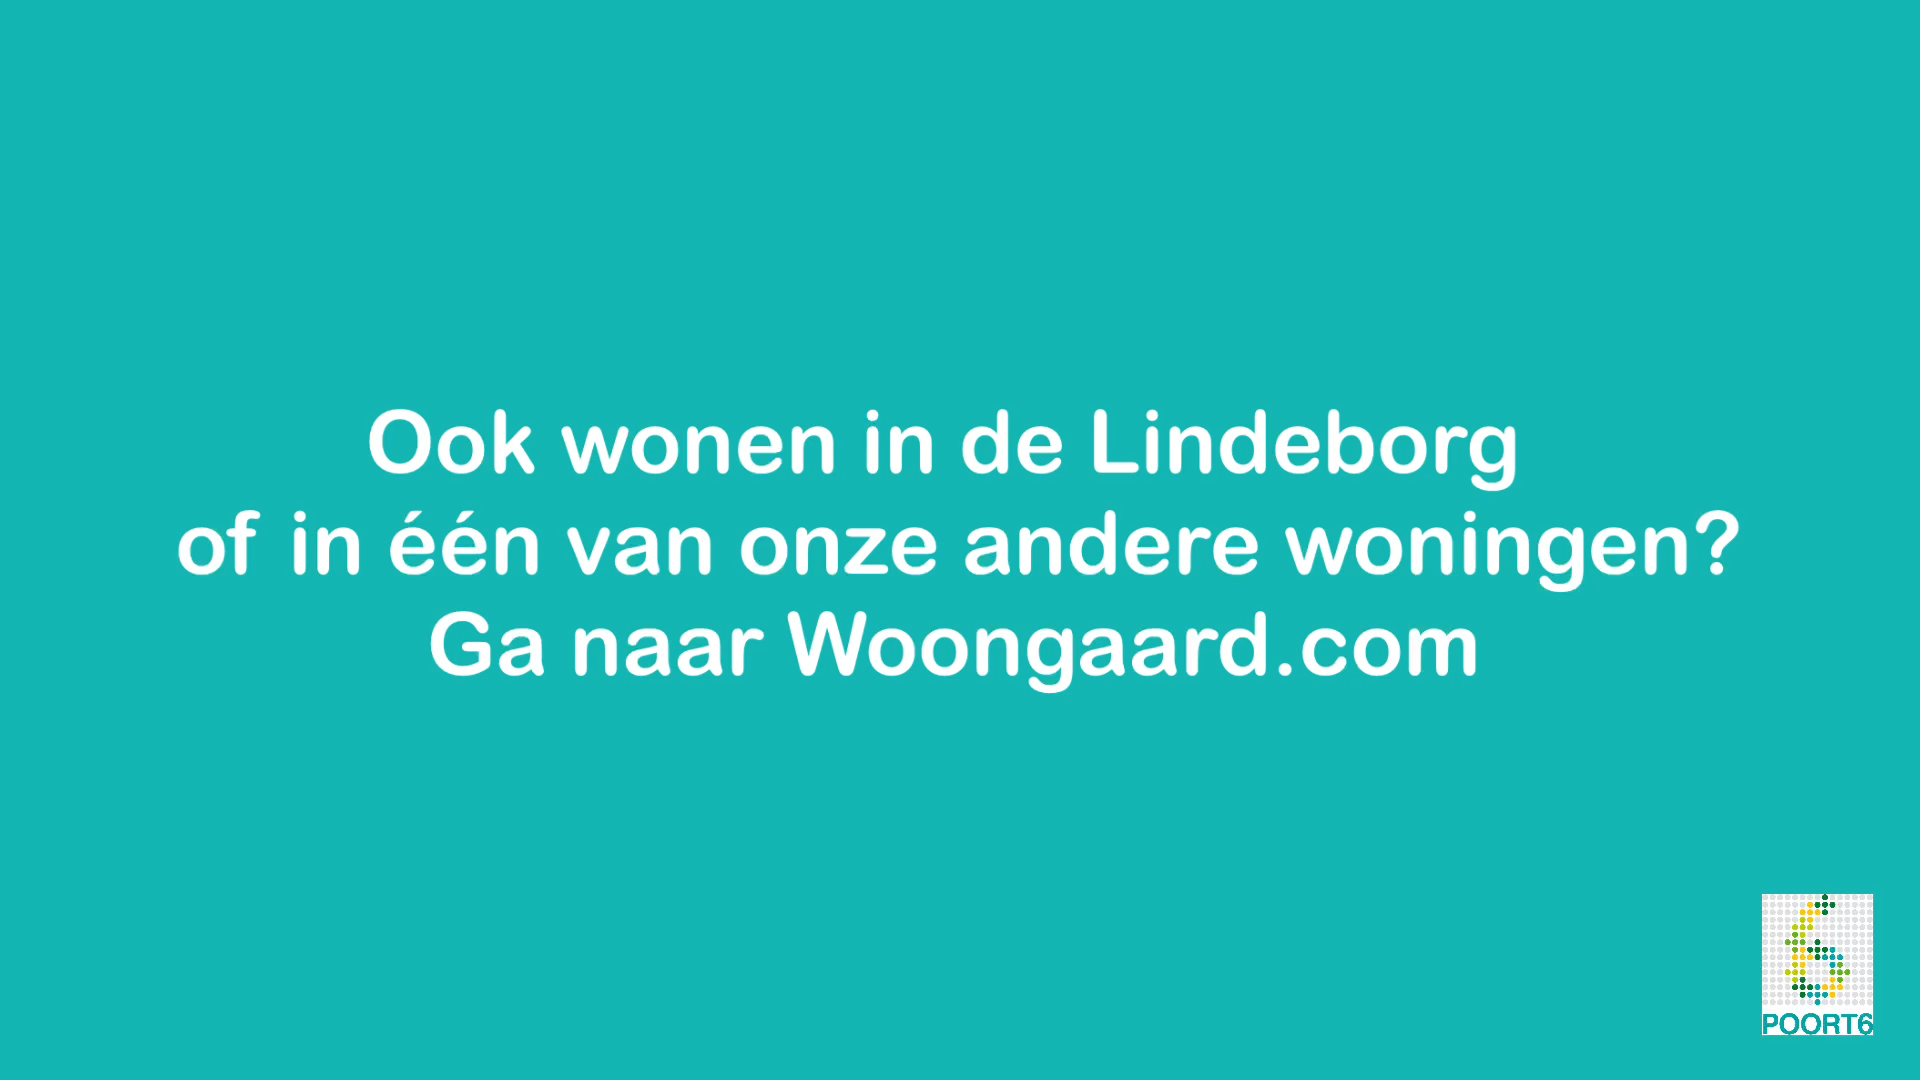 Ook wonen in de Lindeborg
of in één van onze andere woningen?
Ga naar Woongaard.com
POORT6